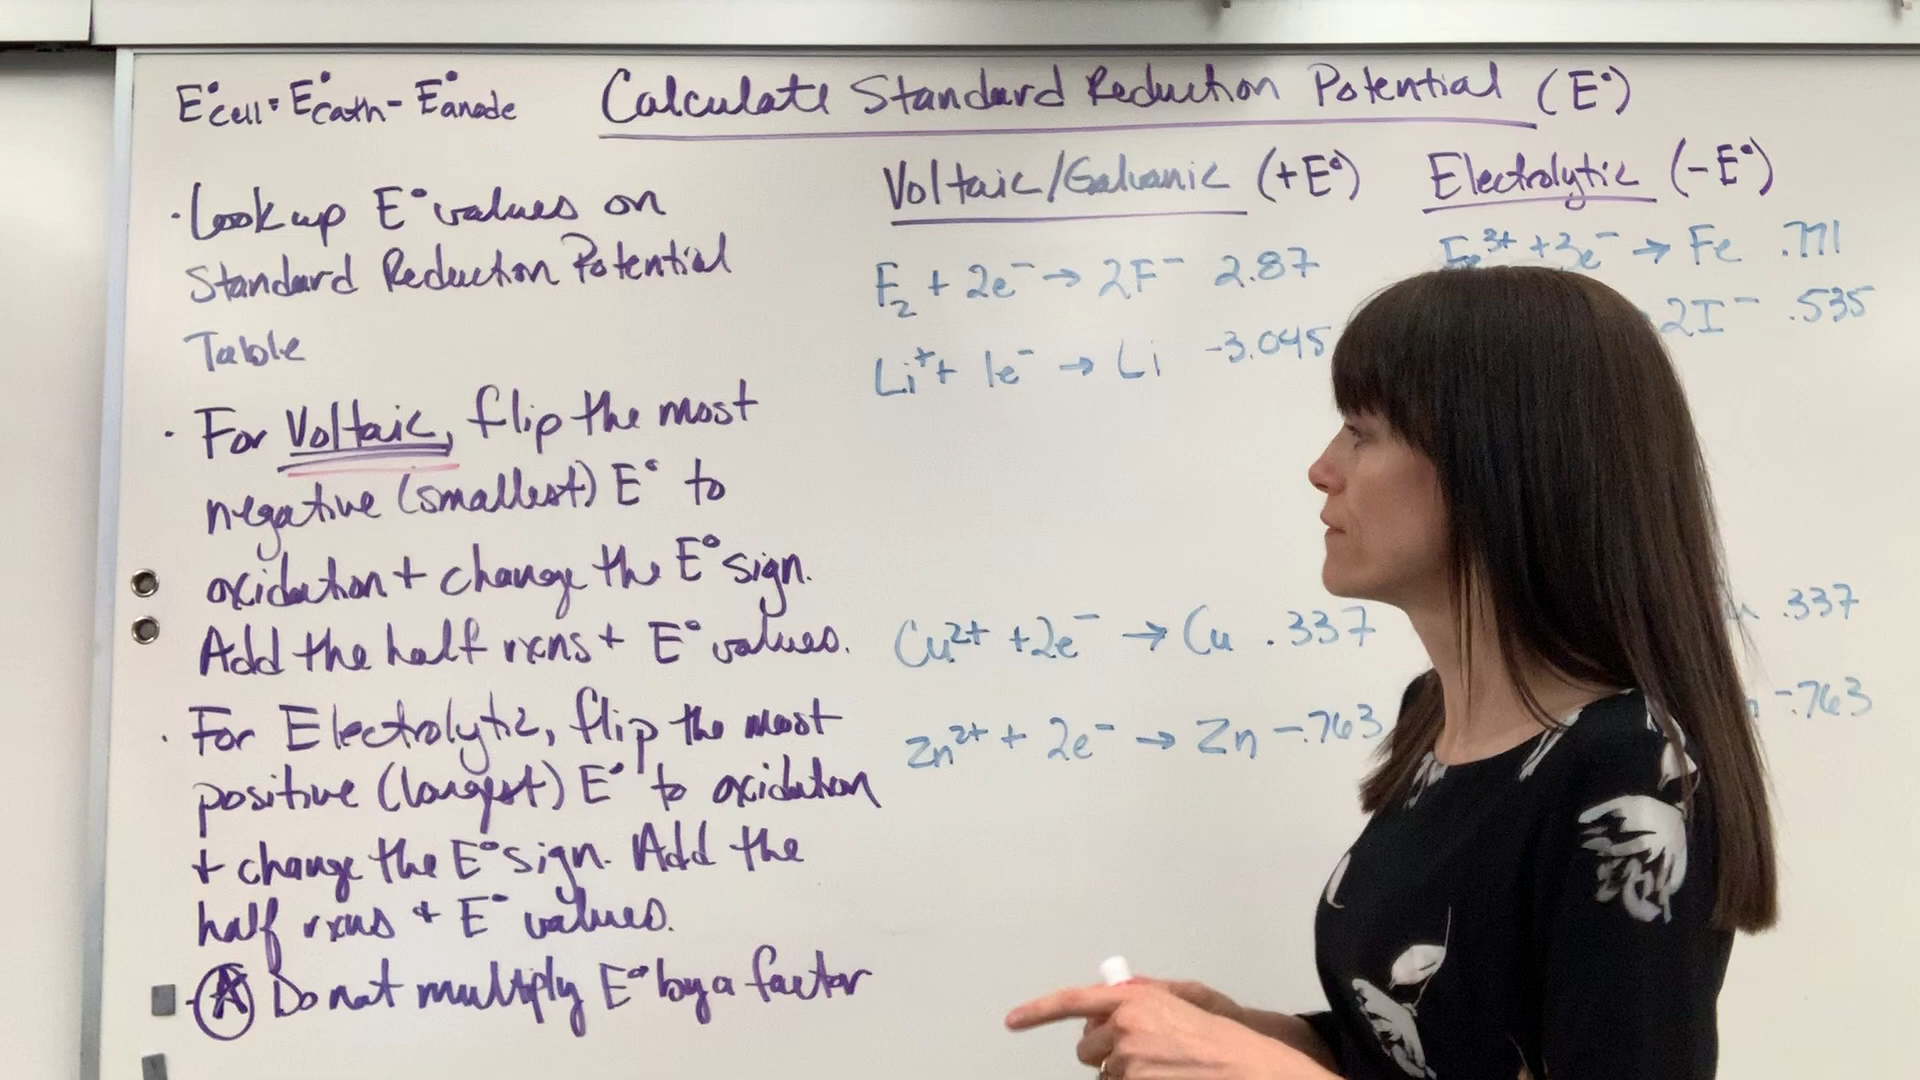 E°cell = E°cath - E°anode
Calculate Standard Reduction Potential (E°)
· Look up E° values on
Standard Reduction Potential
Table
· For Voltaic, flip the most
negative (smallest) E° to
oxidation + change the E° sign.
Add the half rxns + E° values.
· For Electrolytic, flip the most
positive (largest) E° to oxidation
+ change the E° sign. Add the
half rxns + E° values.
Do not multiply E° by a factor
Voltaic/Galvanic (+E°)
F₂ + 2e⁻ → 2F⁻ 2.87
Li⁺ + 1e⁻ → Li -3.045
Cu²⁺ + 2e⁻ → Cu .337
Zn²⁺ + 2e⁻ → Zn -.763
Electrolytic (-E°)
Fe³⁺ + 3e⁻ → Fe .771
2I⁻ .535
.337
-.763